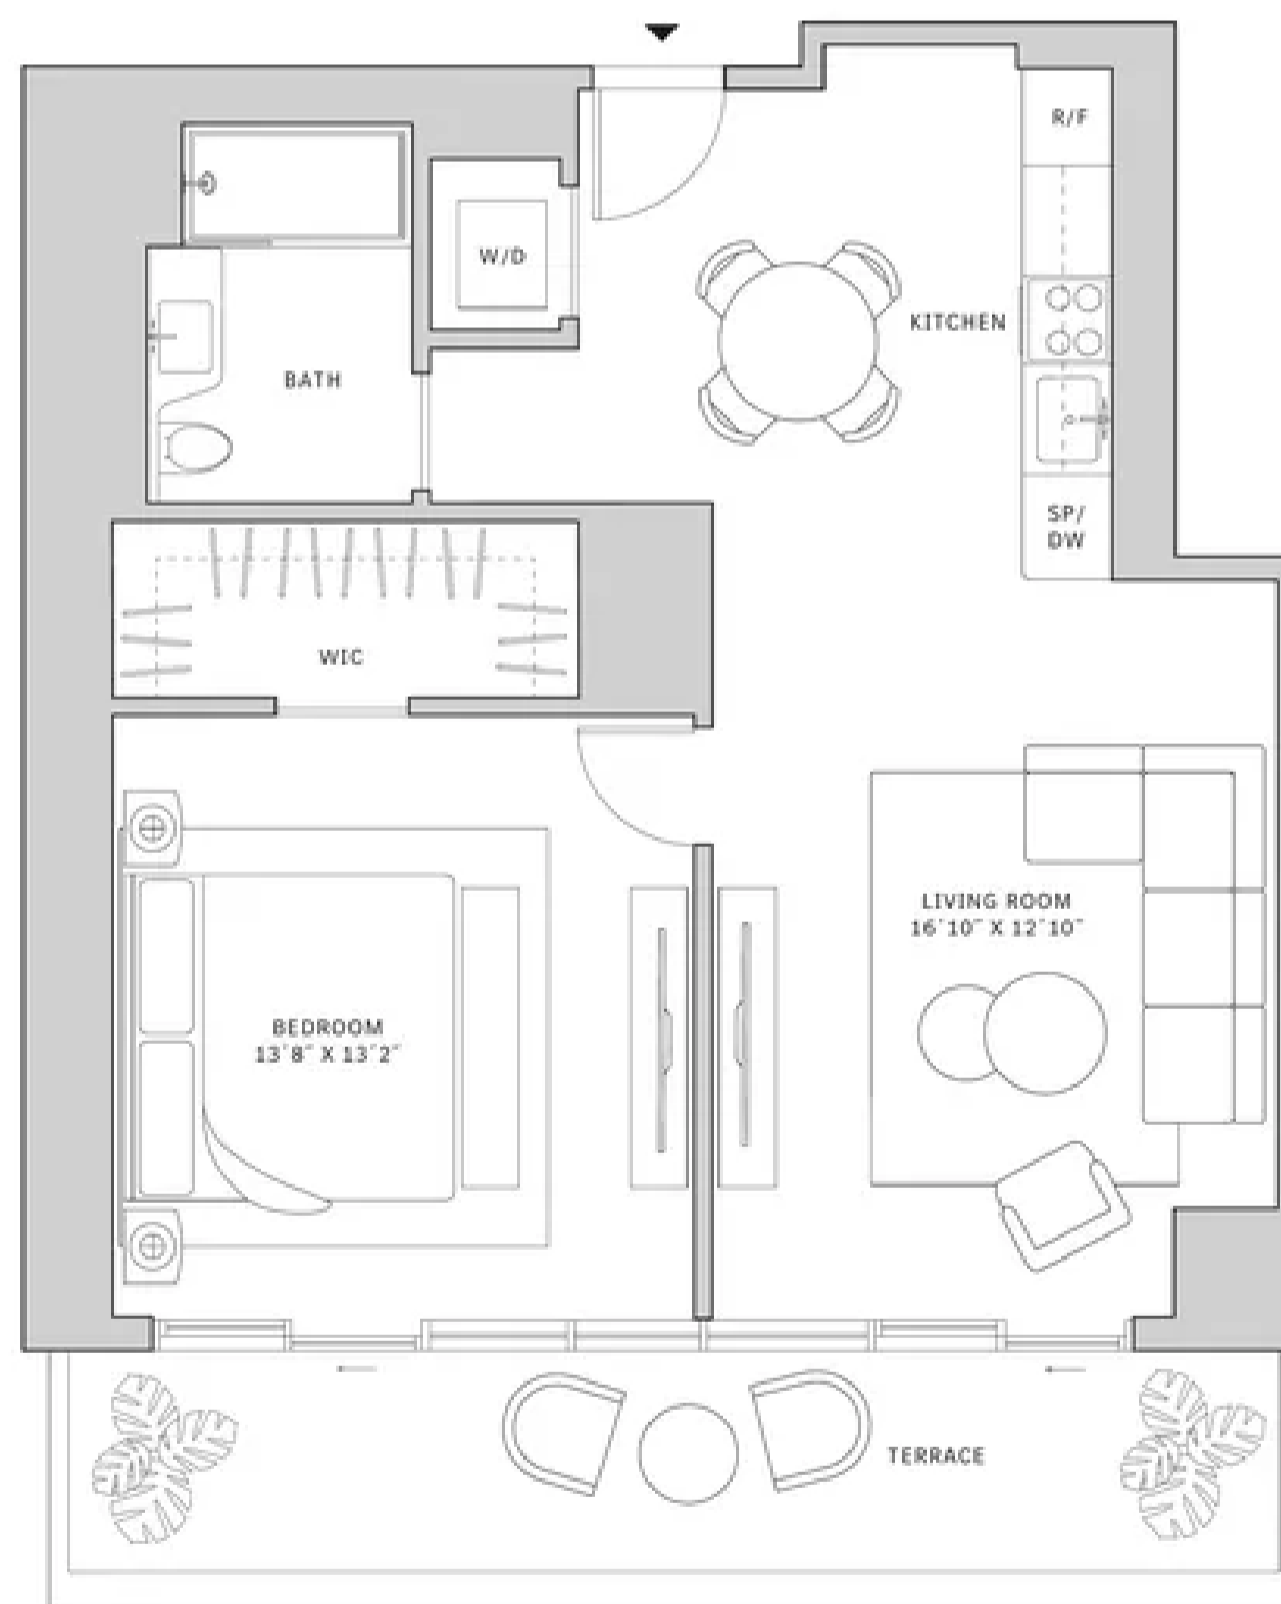 R/F
W/D
KITCHEN
BATH
SP/
DW
WIC
LIVING ROOM
16´10˝ X 12´10˝
BEDROOM
13´8˝ X 13´2˝
TERRACE